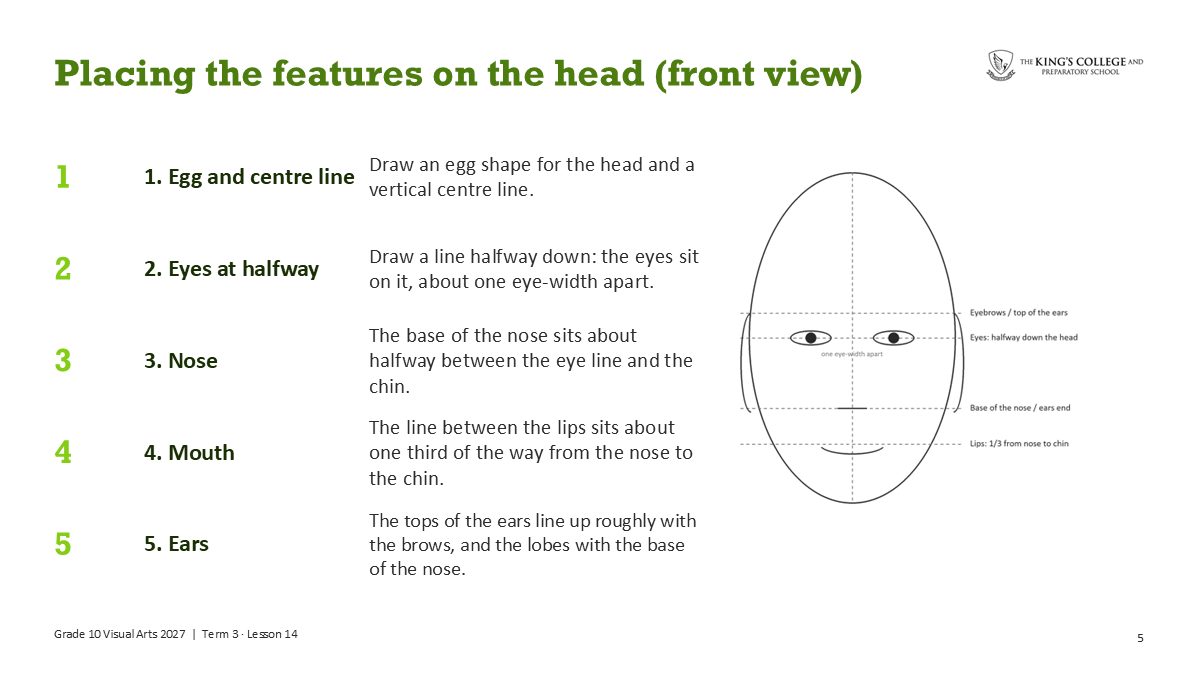 Placing the features on the head (front view)
THE KING'S COLLEGE AND
PREPARATORY SCHOOL
1
1. Egg and centre line
Draw an egg shape for the head and a
vertical centre line.
2
2. Eyes at halfway
Draw a line halfway down: the eyes sit
on it, about one eye-width apart.
3
3. Nose
The base of the nose sits about
halfway between the eye line and the
chin.
4
4. Mouth
The line between the lips sits about
one third of the way from the nose to
the chin.
5
5. Ears
The tops of the ears line up roughly with
the brows, and the lobes with the base
of the nose.
Eyebrows / top of the ears
Eyes: halfway down the head
one eye-width apart
Base of the nose / ears end
Lips: 1/3 from nose to chin
Grade 10 Visual Arts 2027 | Term 3 · Lesson 14
5